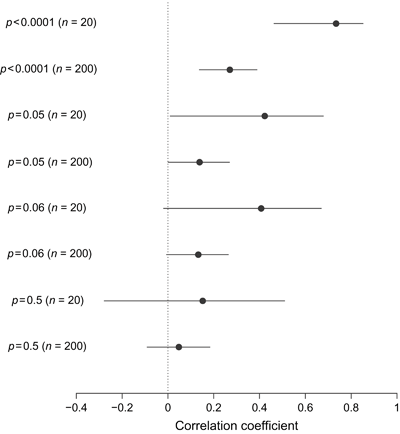 p<0.0001 (n = 20)
p<0.0001 (n = 200)
p=0.05 (n = 20)
p=0.05 (n = 200)
p=0.06 (n = 20)
p=0.06 (n = 200)
p=0.5 (n = 20)
p=0.5 (n = 200)
−0.4 −0.2 0 0.2 0.4 0.6 0.8 1
Correlation coefficient